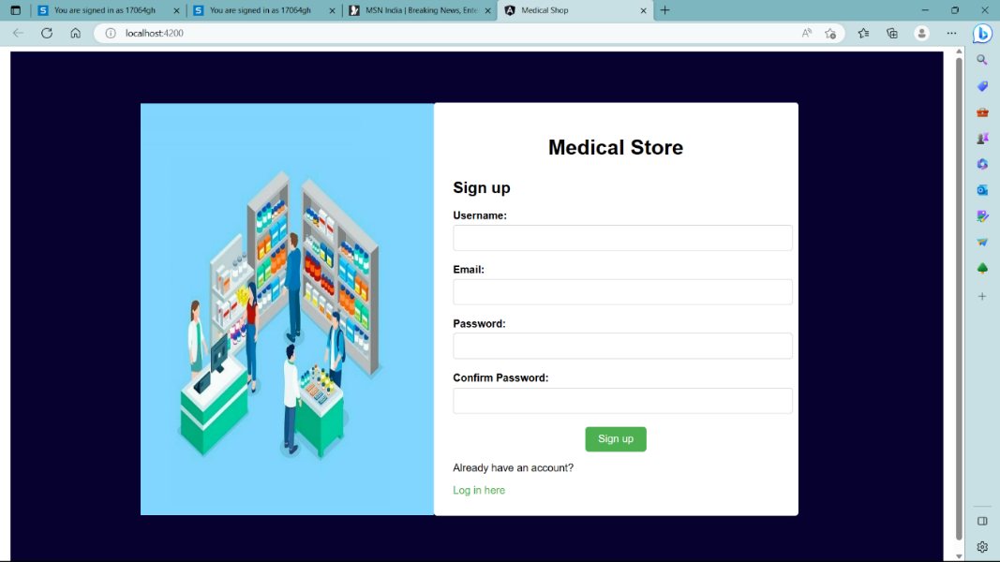 You are signed in as 17064gh
You are signed in as 17064gh
MSN India | Breaking News, Ente
Medical Shop
localhost:4200
Medical Store
Sign up
Username:
Email:
Password:
Confirm Password:
Sign up
Already have an account?
Log in here